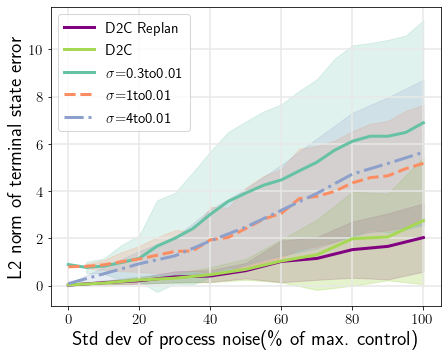 D2C Replan
D2C
σ=0.3to0.01
σ=1to0.01
σ=4to0.01
L2 norm of terminal state error
10
8
6
4
2
0
0 20 40 60 80 100
Std dev of process noise(% of max. control)